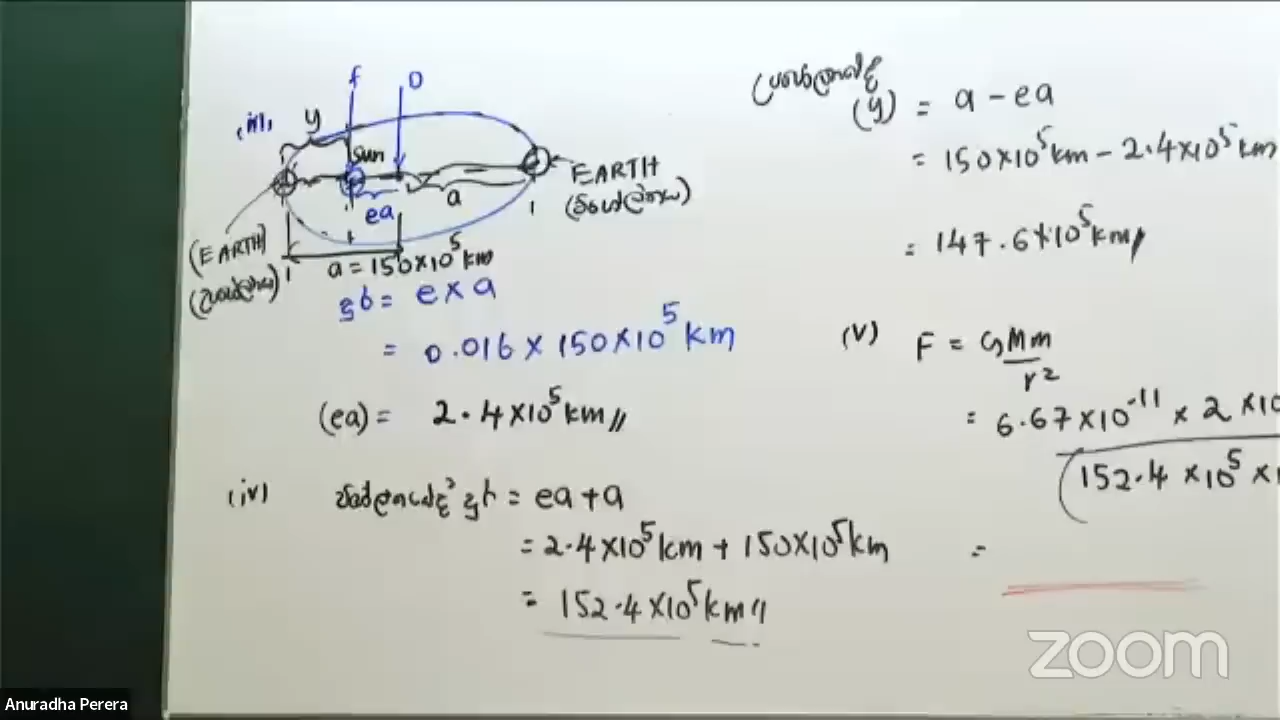 (iii)
y
f
O
Sun
ea
a
EARTH
(EARTH)
a = 150×10⁵ km
දුර = e × a
= 0.016 × 150×10⁵ km
(ea) = 2.4×10⁵ km //
(iv)
දුර = ea + a
= 2.4×10⁵ km + 150×10⁵ km
= 152.4×10⁵ km //
(y) = a - ea
= 150×10⁵ km - 2.4×10⁵ km
= 147.6×10⁵ km //
(v) F = GMm
r²
= 6.67×10⁻¹¹ × 2 ×10
(152.4 ×10⁵ ×
=
zoom
Anuradha Perera